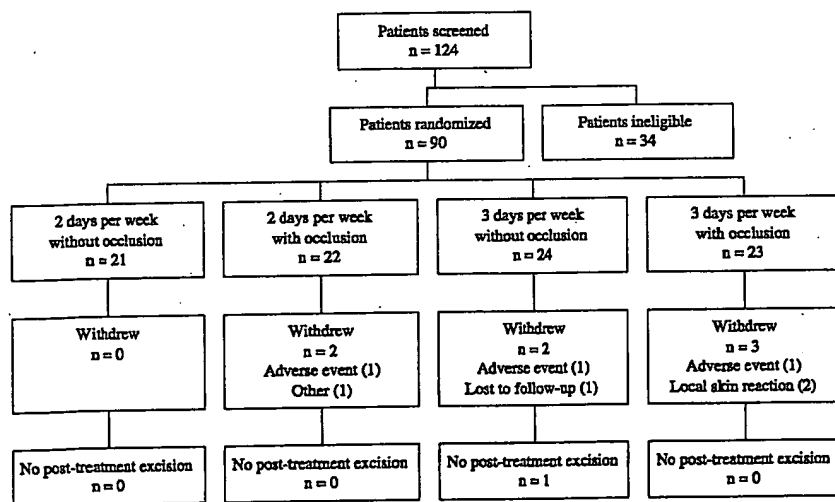 Patients screened
n = 124
Patients randomized
n = 90
Patients ineligible
n = 34
2 days per week
without occlusion
n = 21
2 days per week
with occlusion
n = 22
3 days per week
without occlusion
n = 24
3 days per week
with occlusion
n = 23
Withdrew
n = 0
Withdrew
n = 2
Adverse event (1)
Other (1)
Withdrew
n = 2
Adverse event (1)
Lost to follow-up (1)
Withdrew
n = 3
Adverse event (1)
Local skin reaction (2)
No post-treatment excision
n = 0
No post-treatment excision
n = 0
No post-treatment excision
n = 1
No post-treatment excision
n = 0